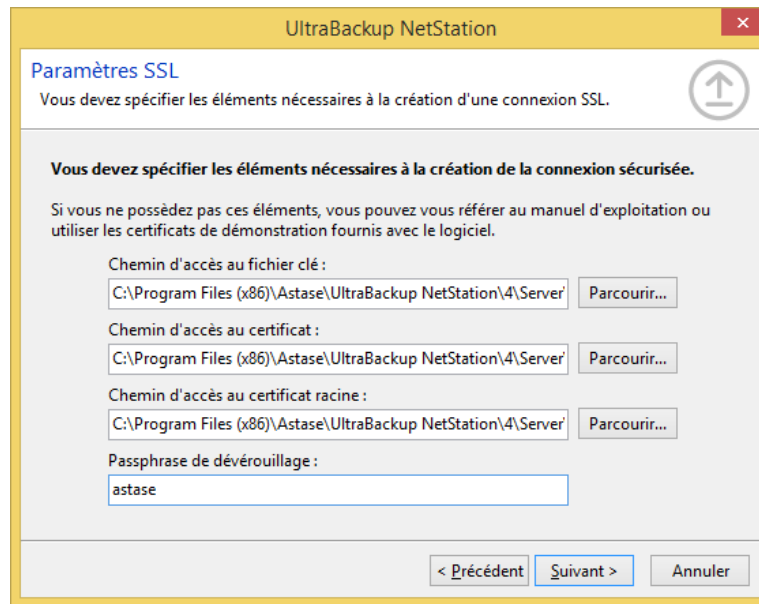 UltraBackup NetStation
Paramètres SSL
Vous devez spécifier les éléments nécessaires à la création d'une connexion SSL.
Vous devez spécifier les éléments nécessaires à la création de la connexion sécurisée.
Si vous ne possèdez pas ces éléments, vous pouvez vous référer au manuel d'exploitation ou
utiliser les certificats de démonstration fournis avec le logiciel.
Chemin d'accès au fichier clé :
C:\Program Files (x86)\Astase\UltraBackup NetStation\4\Server\
Parcourir...
Chemin d'accès au certificat :
C:\Program Files (x86)\Astase\UltraBackup NetStation\4\Server\
Parcourir...
Chemin d'accès au certificat racine :
C:\Program Files (x86)\Astase\UltraBackup NetStation\4\Server\
Parcourir...
Passphrase de dévérouillage :
astase
< Précédent Suivant > Annuler